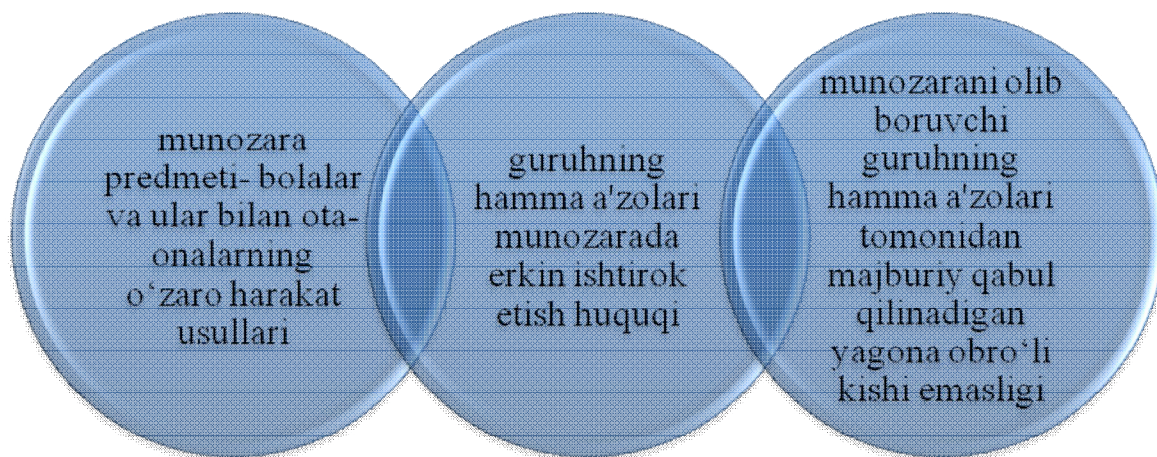 munozara
predmeti- bolalar
va ular bilan ota-
onalarning
o‘zaro harakat
usullari
guruhning
hamma a'zolari
munozarada
erkin ishtirok
etish huquqi
munozarani olib
boruvchi
guruhning
hamma a'zolari
tomonidan
majburiy qabul
qilinadigan
yagona obro‘li
kishi emasligi